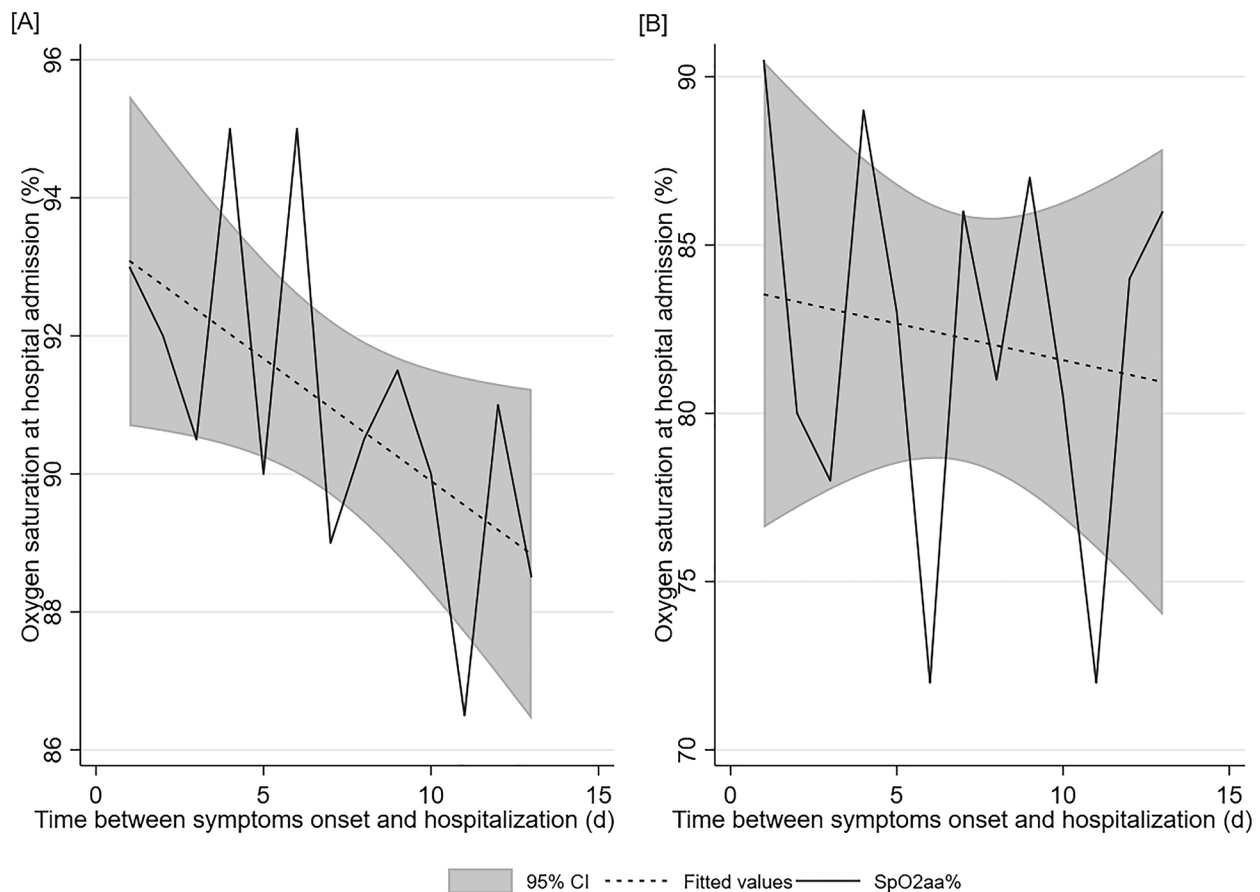 [A]
Oxygen saturation at hospital admission (%)
96
94
92
90
88
86
0 5 10 15
Time between symptoms onset and hospitalization (d)
[B]
Oxygen saturation at hospital admission (%)
90
85
80
75
70
0 5 10 15
Time between symptoms onset and hospitalization (d)
95% CI Fitted values SpO2aa%